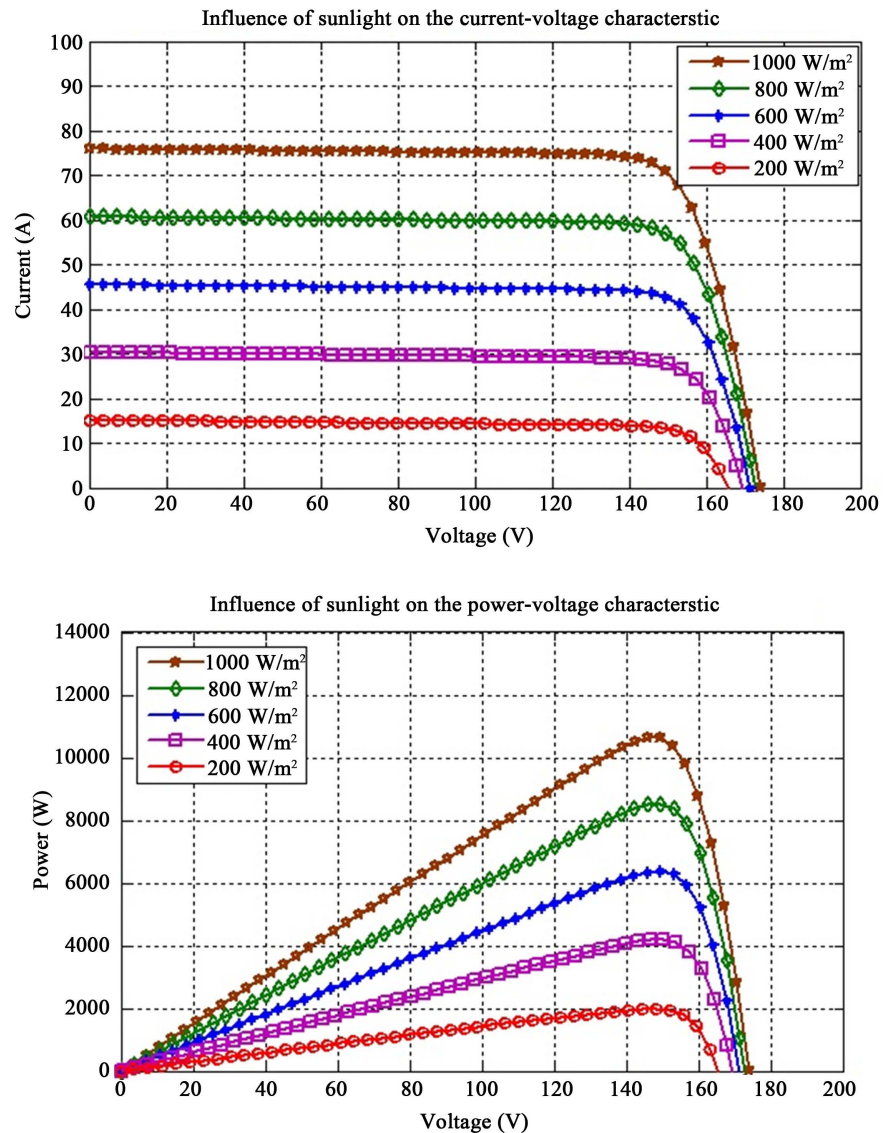 Influence of sunlight on the current-voltage characterstic
100
90
80
70
60
50
40
30
20
10
0
Current (A)
1000 W/m²
800 W/m²
600 W/m²
400 W/m²
200 W/m²
0 20 40 60 80 100 120 140 160 180 200
Voltage (V)
Influence of sunlight on the power-voltage characterstic
14000
12000
10000
8000
6000
4000
2000
0
Power (W)
1000 W/m²
800 W/m²
600 W/m²
400 W/m²
200 W/m²
0 20 40 60 80 100 120 140 160 180 200
Voltage (V)